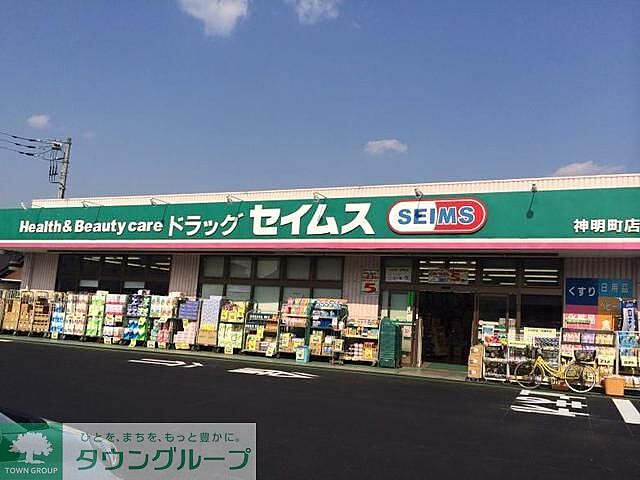 Health & Beauty care ドラッグ セイムス SEIMS 神明町店
くすり 日用品
5
ひとを、まちを、もっと豊かに。
タウングループ
TOWN GROUP